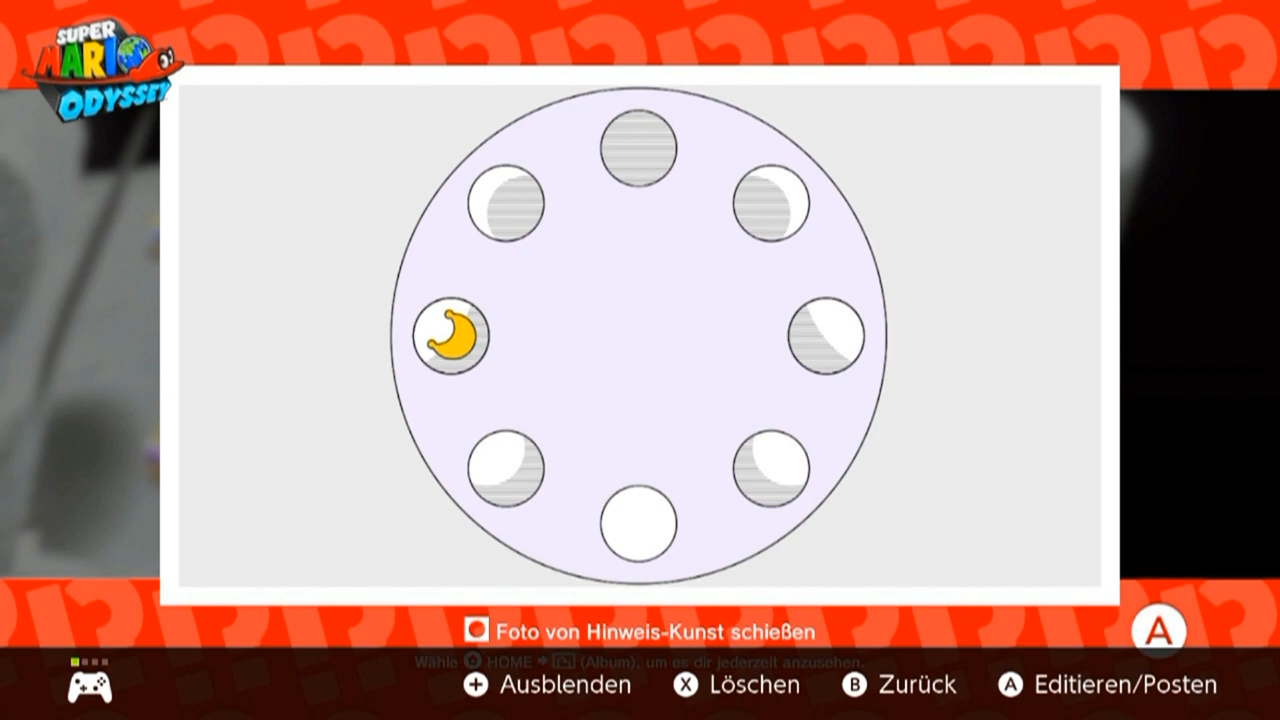 SUPER
MARIO
ODYSSEY
Foto von Hinweis-Kunst schießen
A
Wähle HOME (Album), um es dir jederzeit anzusehen.
+ Ausblenden X Löschen B Zurück A Editieren/Posten